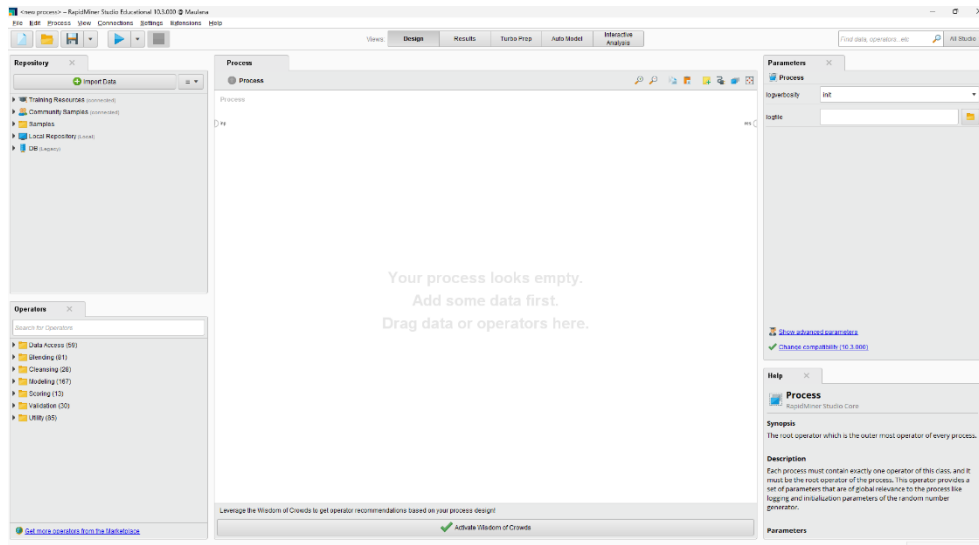 <new process> – RapidMiner Studio Educational 10.3.000 @ Maulana
File Edit Process View Connections Settings Extensions Help
Views: Design Results Turbo Prep Auto Model Interactive Analysis
Find data, operators...etc All Studio
Repository
Import Data
Training Resources (connected)
Community Samples (connected)
Samples
Local Repository (Local)
DB (Legacy)
Operators
Search for Operators
Data Access (59)
Blending (81)
Cleansing (28)
Modeling (167)
Scoring (13)
Validation (30)
Utility (85)
Get more operators from the Marketplace
Process
Process
Process
Your process looks empty.
Add some data first.
Drag data or operators here.
Leverage the Wisdom of Crowds to get operator recommendations based on your process design!
Activate Wisdom of Crowds
Parameters
Process
logverbosity init
logfile
Show advanced parameters
Change compatibility (10.3.000)
Help
Process
RapidMiner Studio Core
Synopsis
The root operator which is the outer most operator of every process.
Description
Each process must contain exactly one operator of this class, and it
must be the root operator of the process. This operator provides a
set of parameters that are of global relevance to the process like
logging and initialization parameters of the random number
generator.
Parameters